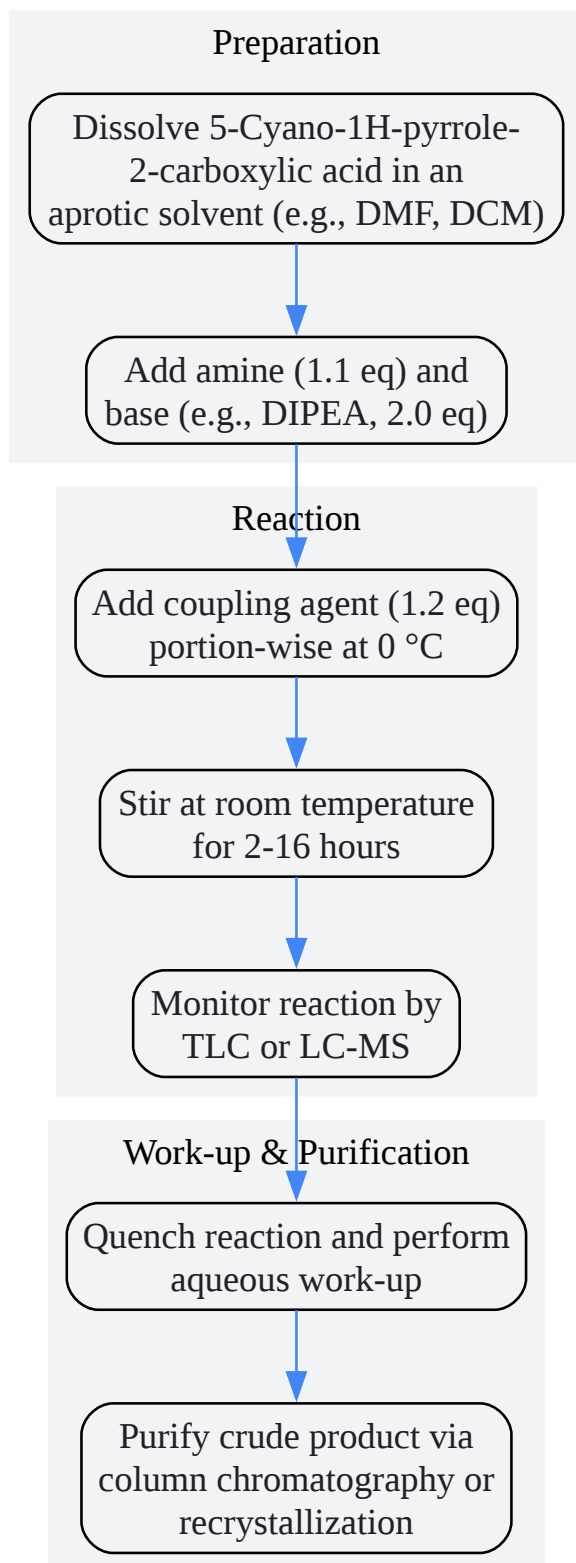 Preparation
Dissolve 5-Cyano-1H-pyrrole-
2-carboxylic acid in an
aprotic solvent (e.g., DMF, DCM)
Add amine (1.1 eq) and
base (e.g., DIPEA, 2.0 eq)
Reaction
Add coupling agent (1.2 eq)
portion-wise at 0 °C
Stir at room temperature
for 2-16 hours
Monitor reaction by
TLC or LC-MS
Work-up & Purification
Quench reaction and perform
aqueous work-up
Purify crude product via
column chromatography or
recrystallization